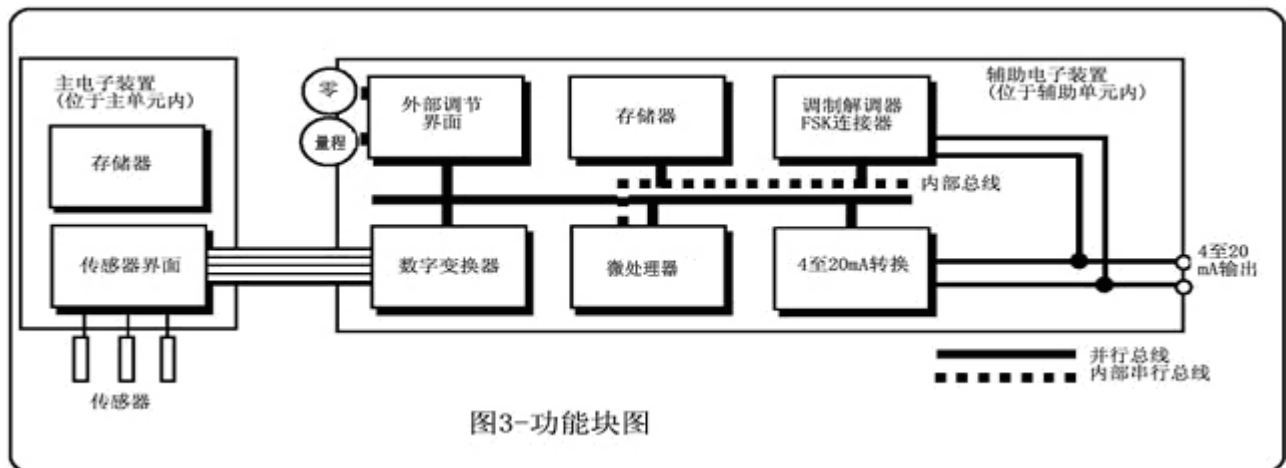 主电子装置
(位于主单元内)
存储器
传感器界面
传感器
零
量程
外部调节
界面
存储器
调制解调器
FSK连接器
辅助电子装置
(位于辅助单元内)
内部总线
数字变换器
微处理器
4至20mA转换
4至20
mA输出
并行总线
内部串行总线
图3-功能块图